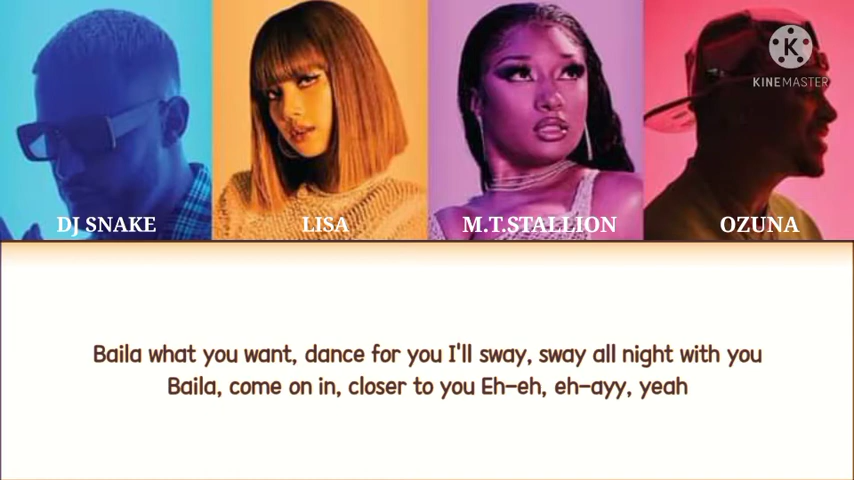 KINEMASTER
DJ SNAKE
LISA
M.T.STALLION
OZUNA
Baila what you want, dance for you I'll sway, sway all night with you
Baila, come on in, closer to you Eh-eh, eh-ayy, yeah